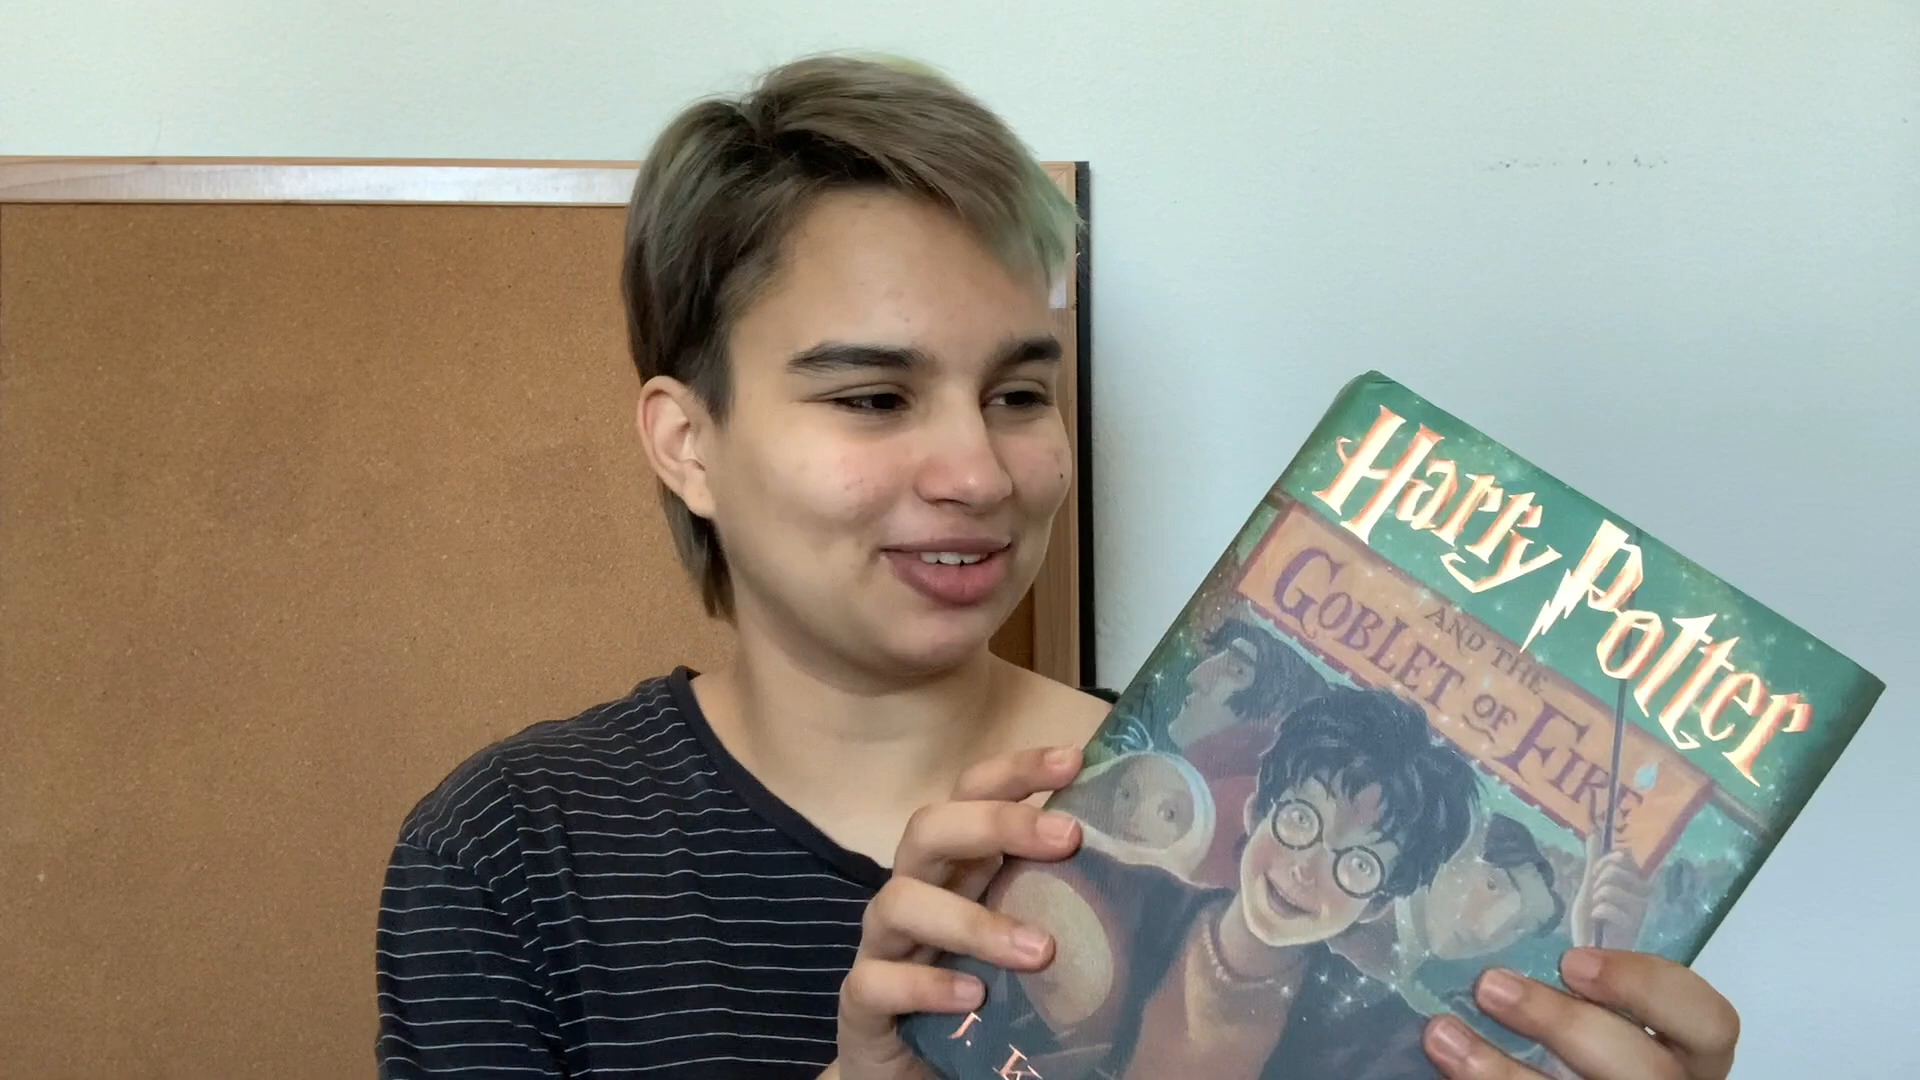 Harry Potter
AND THE
GOBLET OF FIRE
J. K